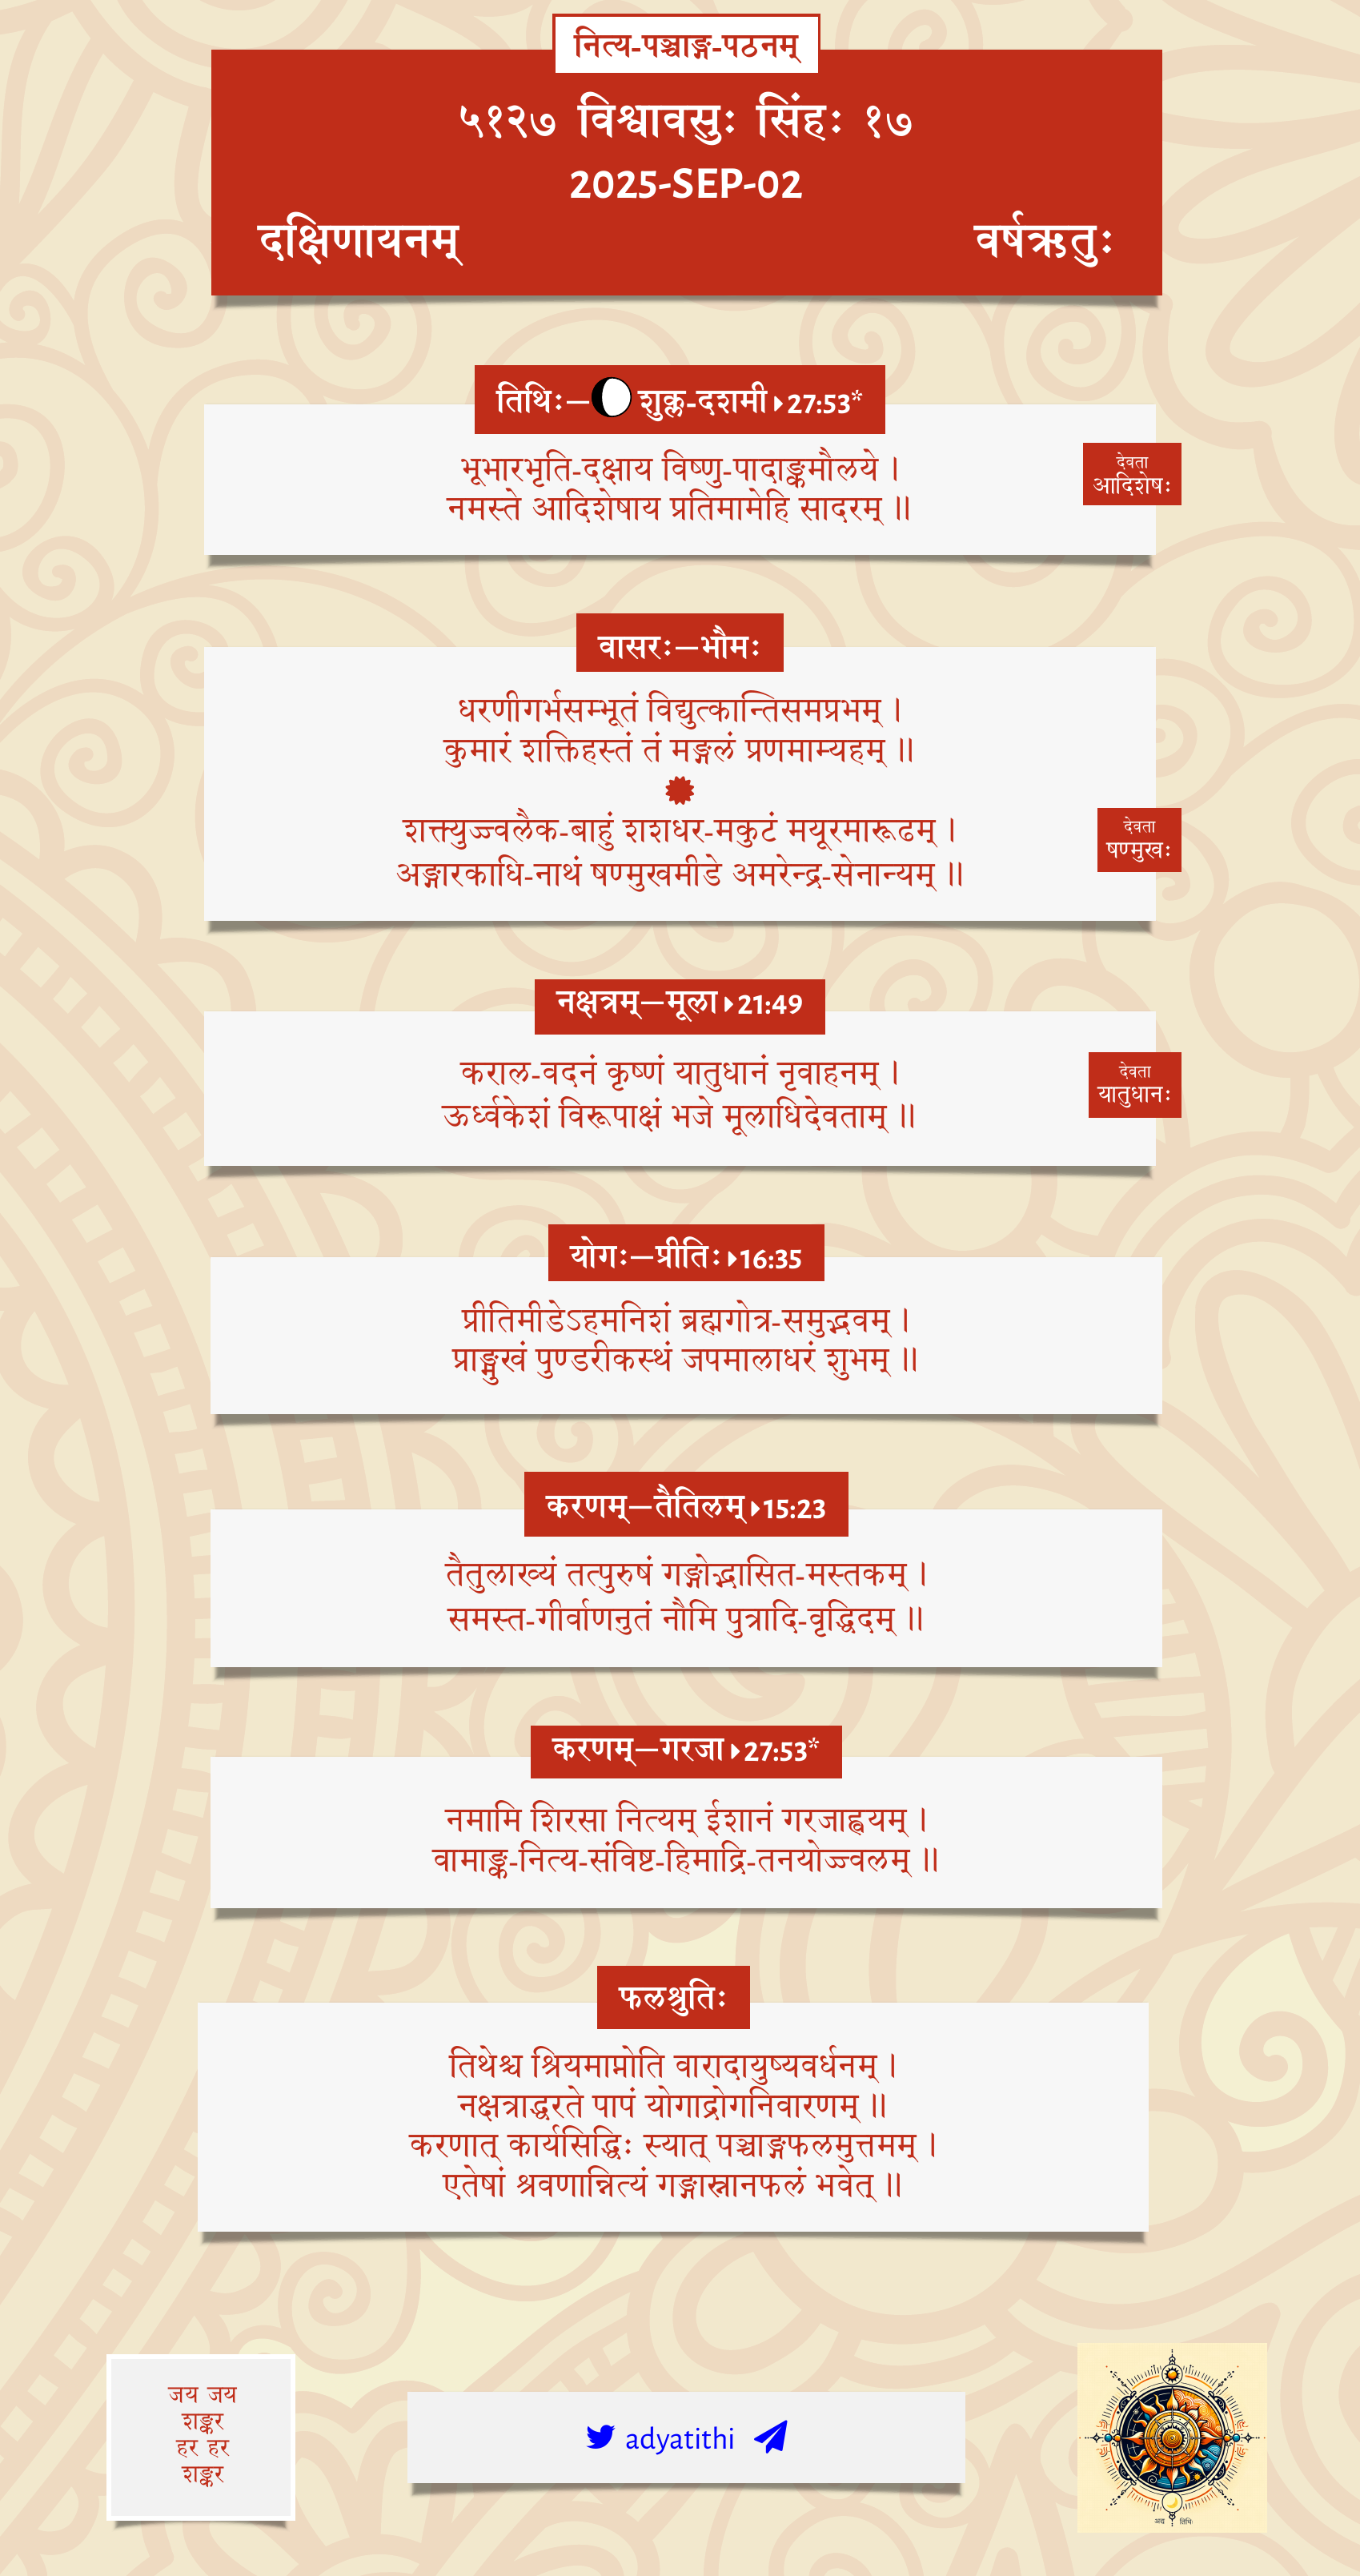 नित्य-पञ्चाङ्ग-पठनम्
५१२७ विश्वावसुः सिंहः १७
2025-SEP-02
दक्षिणायनम् वर्षऋतुः
तिथिः—शुक्ल-दशमी 27:53*
भूभारभृति-दक्षाय विष्णु-पादाङ्कमौलये ।
नमस्ते आदिशेषाय प्रतिमामेहि सादरम् ॥
देवता
आदिशेषः
वासरः—भौमः
धरणीगर्भसम्भूतं विद्युत्कान्तिसमप्रभम् ।
कुमारं शक्तिहस्तं तं मङ्गलं प्रणमाम्यहम् ॥
शक्त्युज्ज्वलैक-बाहुं शशधर-मकुटं मयूरमारूढम् ।
अङ्गारकाधि-नाथं षण्मुखमीडे अमरेन्द्र-सेनान्यम् ॥
देवता
षण्मुखः
नक्षत्रम्—मूला 21:49
कराल-वदनं कृष्णं यातुधानं नृवाहनम् ।
ऊर्ध्वकेशं विरूपाक्षं भजे मूलाधिदेवताम् ॥
देवता
यातुधानः
योगः—प्रीतिः 16:35
प्रीतिमीडेऽहमनिशं ब्रह्मगोत्र-समुद्भवम् ।
प्राङ्मुखं पुण्डरीकस्थं जपमालाधरं शुभम् ॥
करणम्—तैतिलम् 15:23
तैतुलाख्यं तत्पुरुषं गङ्गोद्भासित-मस्तकम् ।
समस्त-गीर्वाणनुतं नौमि पुत्रादि-वृद्धिदम् ॥
करणम्—गरजा 27:53*
नमामि शिरसा नित्यम् ईशानं गरजाह्वयम् ।
वामाङ्क-नित्य-संविष्ट-हिमाद्रि-तनयोज्ज्वलम् ॥
फलश्रुतिः
तिथेश्च श्रियमाप्नोति वारादायुष्यवर्धनम् ।
नक्षत्राद्धरते पापं योगाद्रोगनिवारणम् ॥
करणात् कार्यसिद्धिः स्यात् पञ्चाङ्गफलमुत्तमम् ।
एतेषां श्रवणान्नित्यं गङ्गास्नानफलं भवेत् ॥
जय जय
शङ्कर
हर हर
शङ्कर
adyatithi
अद्य तिथिः